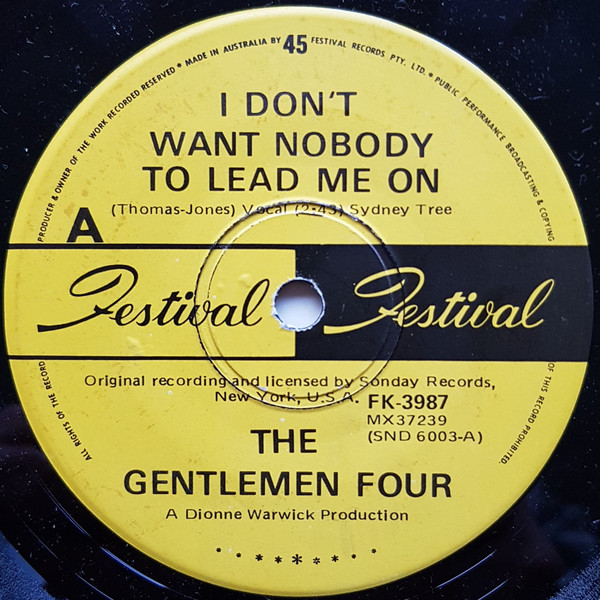 PRODUCER & OWNER OF THE WORK RECORDED RESERVED * MADE IN AUSTRALIA BY 45 FESTIVAL RECORDS PTY. LTD. * PUBLIC PERFORMANCE BROADCASTING & COPYING
I DON'T
WANT NOBODY
TO LEAD ME ON
(Thomas-Jones) Vocal (2:43) Sydney Tree
A
Festival Festival
Original recording and licensed by Sonday Records,
New York, U.S.A. FK-3987
MX37239
(SND 6003-A)
THE
GENTLEMEN FOUR
A Dionne Warwick Production
ALL RIGHTS OF THE RECORD
OF THIS RECORD PROHIBITED.